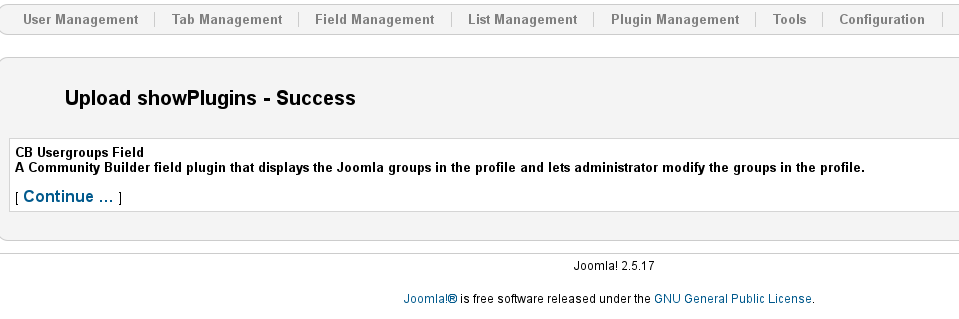 User Management Tab Management Field Management List Management Plugin Management Tools Configuration
Upload showPlugins - Success
CB Usergroups Field
A Community Builder field plugin that displays the Joomla groups in the profile and lets administrator modify the groups in the profile.
[ Continue ... ]
Joomla! 2.5.17
Joomla!® is free software released under the GNU General Public License.